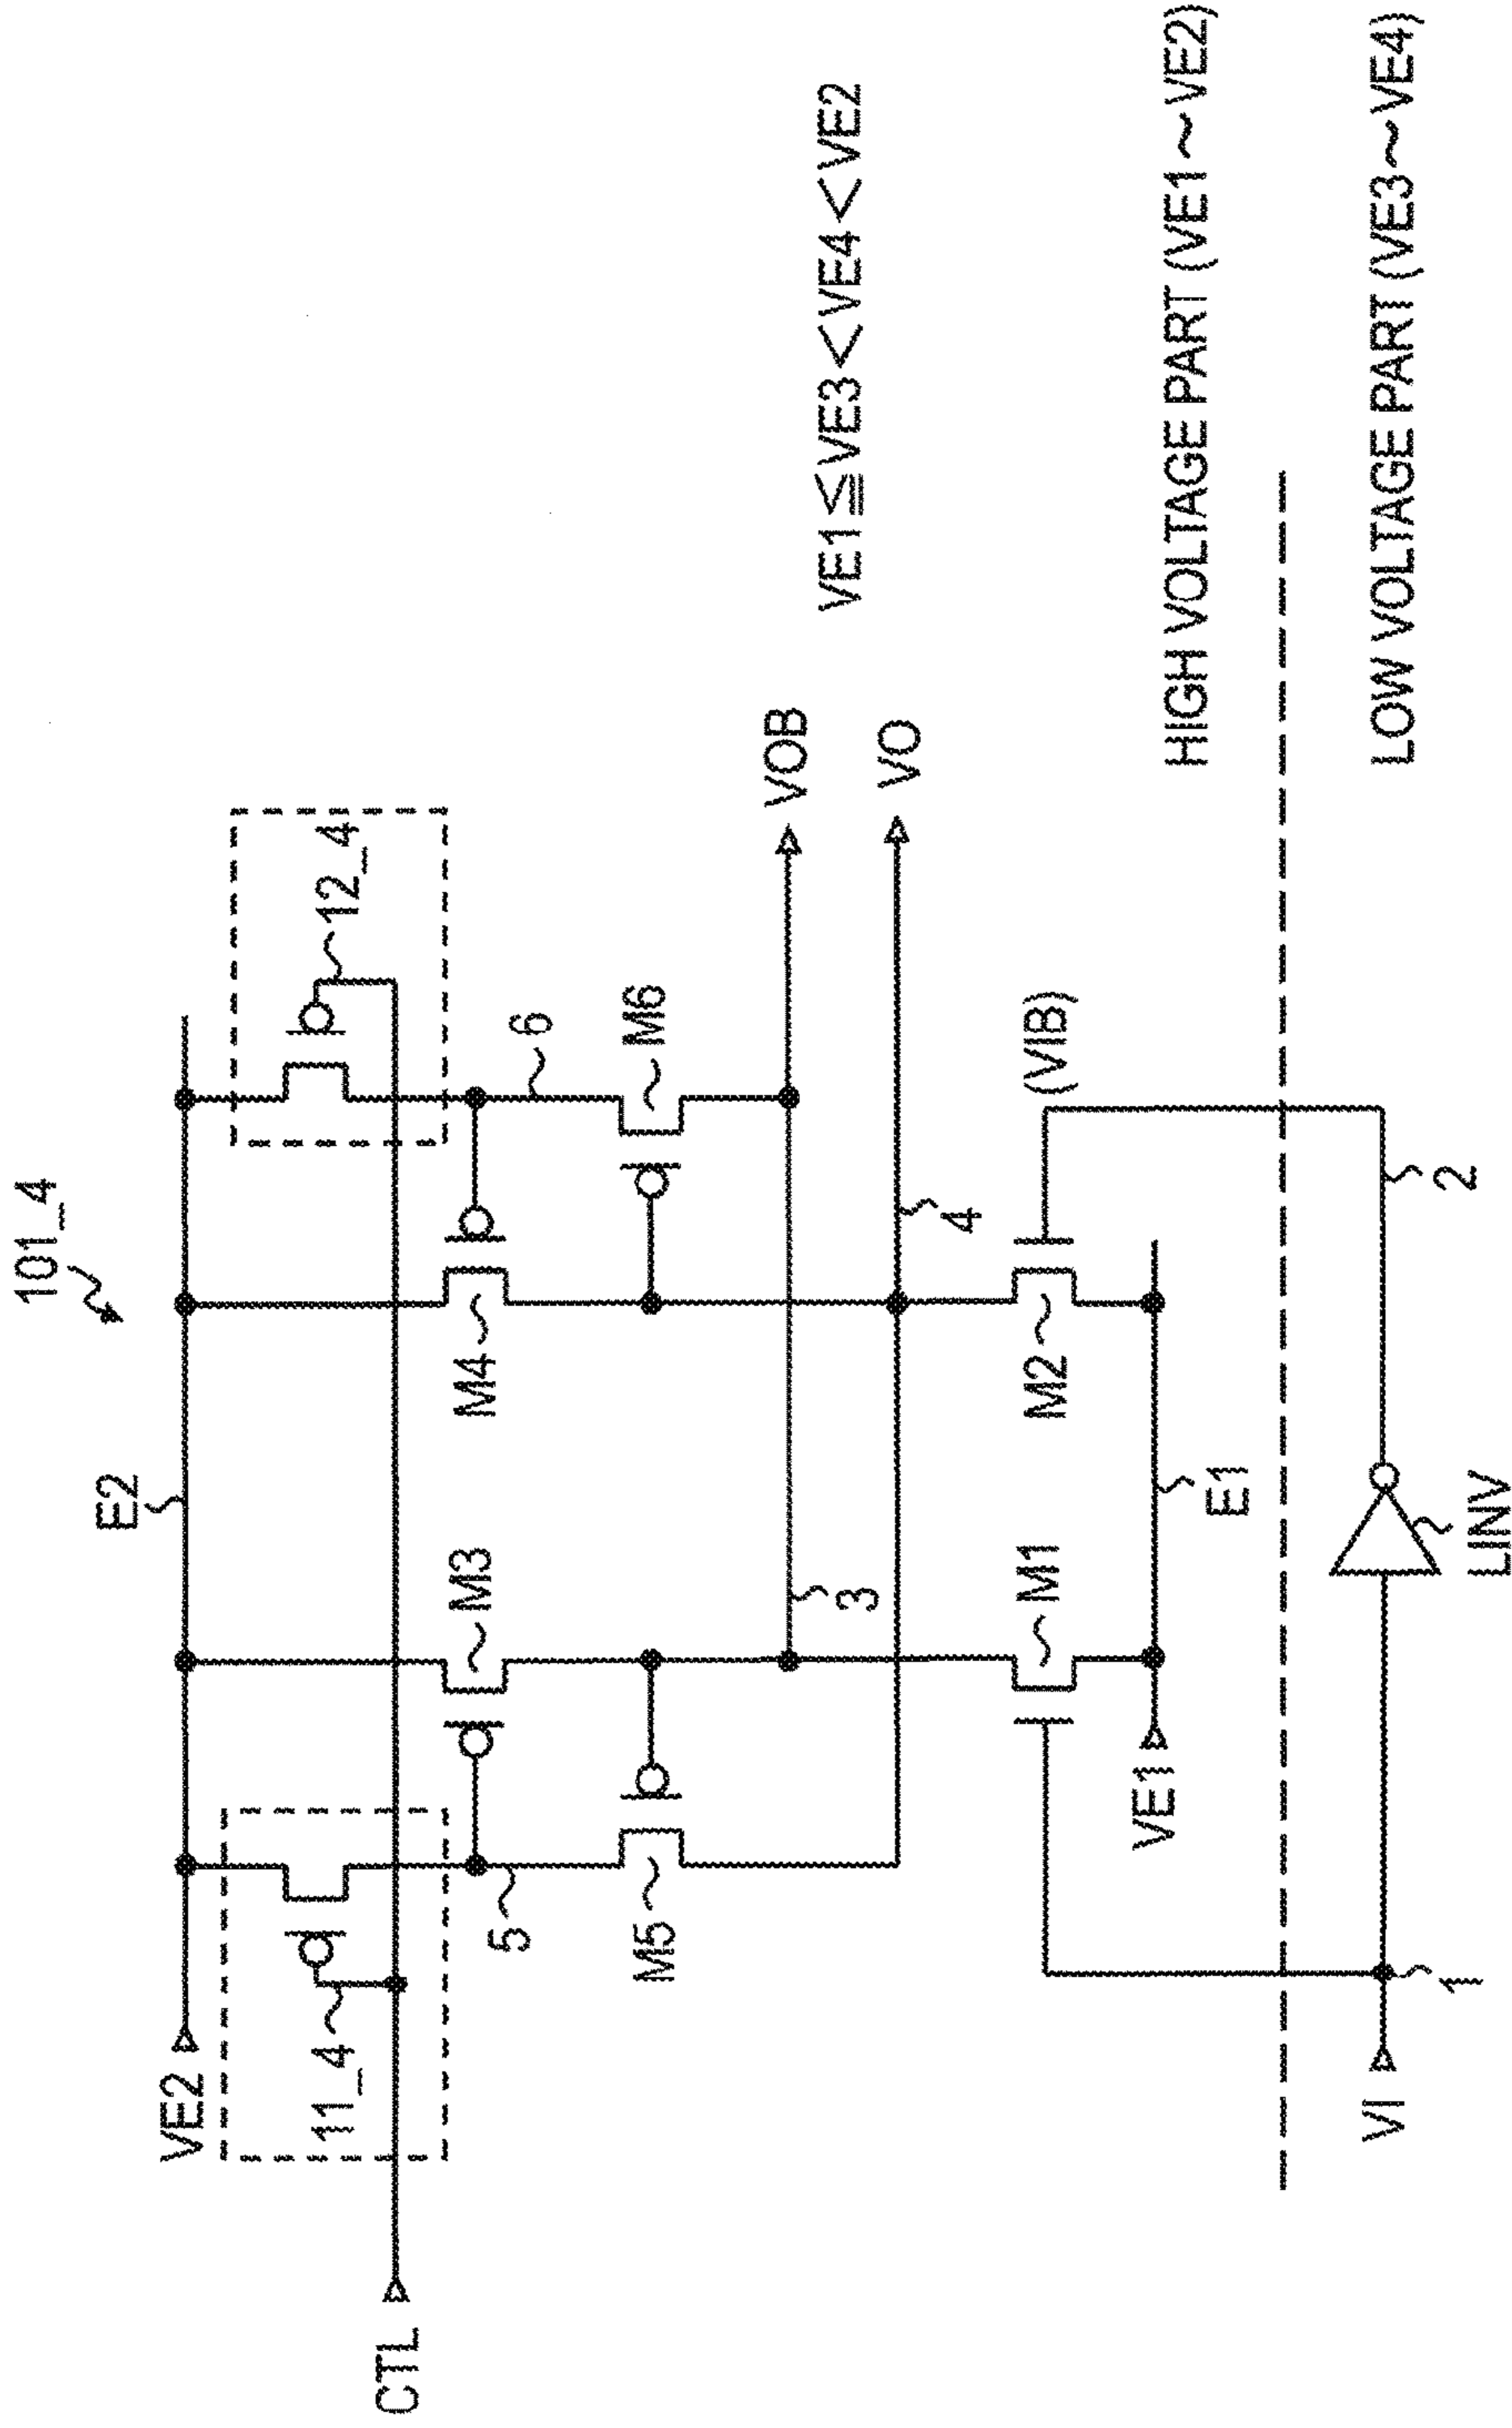 101_4
VE2
E2
11_4
12_4
CTL
M3
M4
5
6
M5
M6
VOB
3
VE1≦VE3<VE4<VE2
VO
4
M1
M2
(VIB)
VE1
E1
HIGH VOLTAGE PART (VE1~VE2)
LOW VOLTAGE PART (VE3~VE4)
VI
1
LINV
2